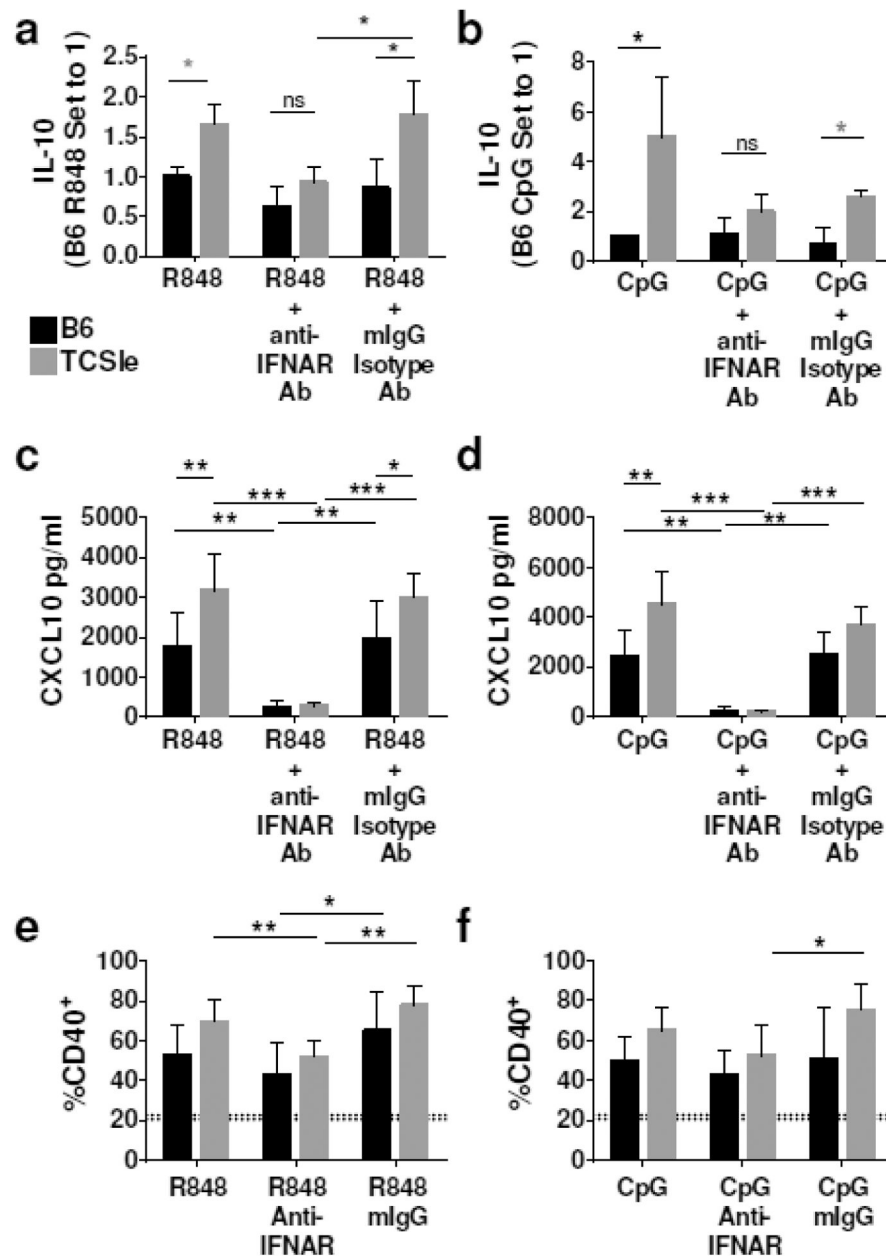 a
IL-10
(B6 R848 Set to 1)
2.5
2.0
1.5
1.0
0.5
0.0
*
ns
*
*
R848
R848
+
anti-
IFNAR
Ab
R848
+
mIgG
Isotype
Ab
B6
TCSle
b
IL-10
(B6 CpG Set to 1)
8
6
4
2
0
*
ns
*
CpG
CpG
+
anti-
IFNAR
Ab
CpG
+
mIgG
Isotype
Ab
c
CXCL10 pg/ml
5000
4000
3000
2000
1000
0
**
*
***
***
**
**
R848
R848
+
anti-
IFNAR
Ab
R848
+
mIgG
Isotype
Ab
d
CXCL10 pg/ml
8000
6000
4000
2000
0
**
***
***
**
**
CpG
CpG
+
anti-
IFNAR
Ab
CpG
+
mIgG
Isotype
Ab
e
%CD40+
100
80
60
40
20
0
*
**
**
R848
R848
Anti-
IFNAR
R848
mIgG
f
%CD40+
100
80
60
40
20
0
*
CpG
CpG
Anti-
IFNAR
CpG
mIgG